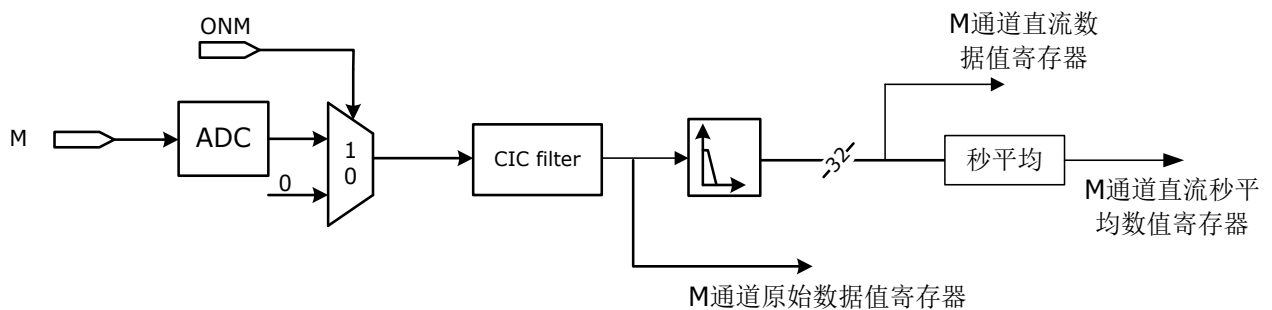 ONM
M通道直流数
据值寄存器
M
ADC
1
0
0
CIC filter
32
秒平均
M通道直流秒平
均数值寄存器
M通道原始数据值寄存器